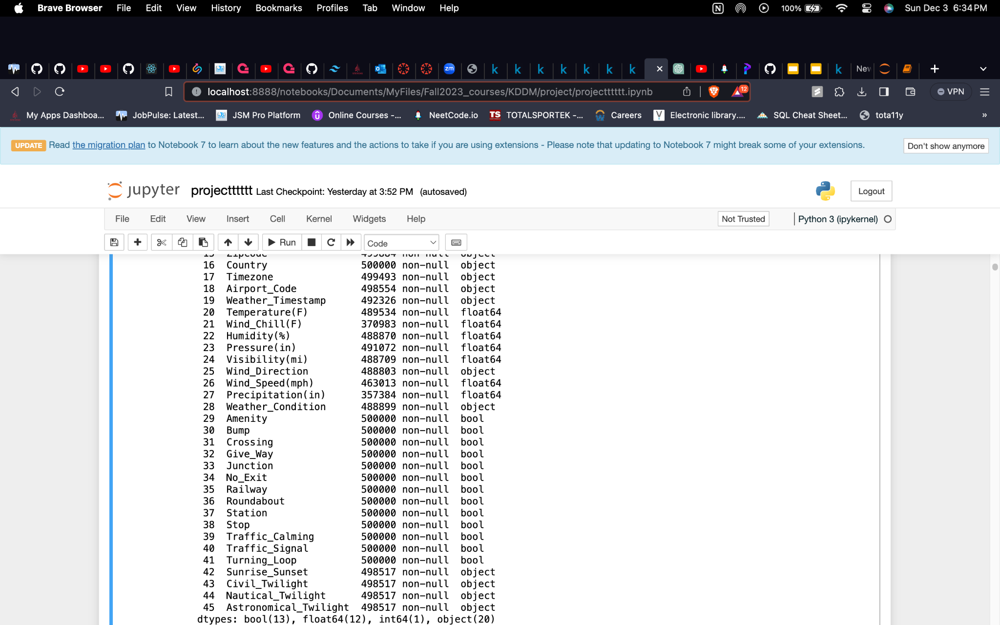 Brave Browser File Edit View History Bookmarks Profiles Tab Window Help 100% Sun Dec 3 6:34 PM
zm New
localhost:8888/notebooks/Documents/MyFiles/Fall2023_courses/KDDM/project/projectttttt.ipynb 12 VPN
My Apps Dashboa... JobPulse: Latest... JSM Pro Platform Online Courses -... NeetCode.io TS TOTALSPORTEK -... Careers Electronic library.... SQL Cheat Sheet... tota11y »
UPDATE Read the migration plan to Notebook 7 to learn about the new features and the actions to take if you are using extensions - Please note that updating to Notebook 7 might break some of your extensions. Don't show anymore
jupyter projectttttt Last Checkpoint: Yesterday at 3:52 PM (autosaved) Logout
File Edit View Insert Cell Kernel Widgets Help Not Trusted Python 3 (ipykernel)
Run Code
15 Zipcode 499884 non-null object
16 Country 500000 non-null object
17 Timezone 499493 non-null object
18 Airport_Code 498554 non-null object
19 Weather_Timestamp 492326 non-null object
20 Temperature(F) 489534 non-null float64
21 Wind_Chill(F) 370983 non-null float64
22 Humidity(%) 488870 non-null float64
23 Pressure(in) 491072 non-null float64
24 Visibility(mi) 488709 non-null float64
25 Wind_Direction 488803 non-null object
26 Wind_Speed(mph) 463013 non-null float64
27 Precipitation(in) 357384 non-null float64
28 Weather_Condition 488899 non-null object
29 Amenity 500000 non-null bool
30 Bump 500000 non-null bool
31 Crossing 500000 non-null bool
32 Give_Way 500000 non-null bool
33 Junction 500000 non-null bool
34 No_Exit 500000 non-null bool
35 Railway 500000 non-null bool
36 Roundabout 500000 non-null bool
37 Station 500000 non-null bool
38 Stop 500000 non-null bool
39 Traffic_Calming 500000 non-null bool
40 Traffic_Signal 500000 non-null bool
41 Turning_Loop 500000 non-null bool
42 Sunrise_Sunset 498517 non-null object
43 Civil_Twilight 498517 non-null object
44 Nautical_Twilight 498517 non-null object
45 Astronomical_Twilight 498517 non-null object
dtypes: bool(13), float64(12), int64(1), object(20)